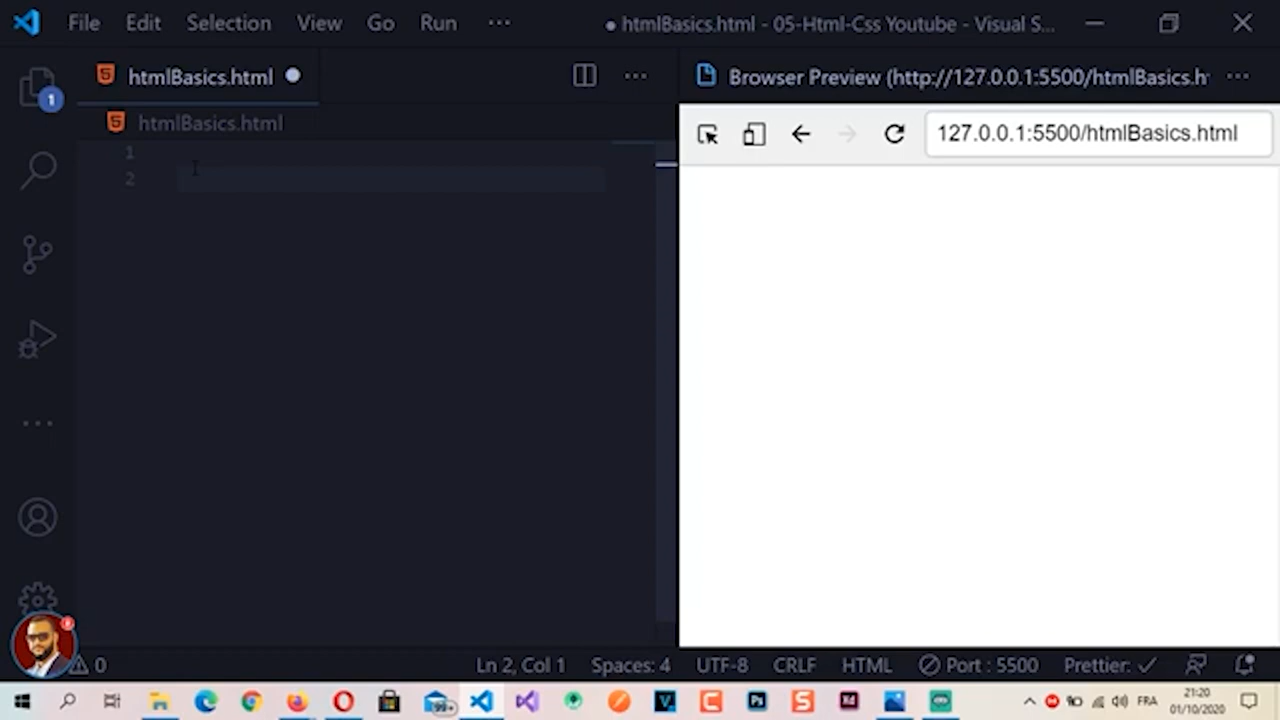 File Edit Selection View Go Run ··· ● htmlBasics.html - 05-Html-Css Youtube - Visual S...
htmlBasics.html ● ··· Browser Preview (http://127.0.0.1:5500/htmlBasics.h ···
1
htmlBasics.html
127.0.0.1:5500/htmlBasics.html
1
2
0 Ln 2, Col 1 Spaces: 4 UTF-8 CRLF HTML Port : 5500 Prettier: ✓
99+ FRA 21:20
01/10/2020